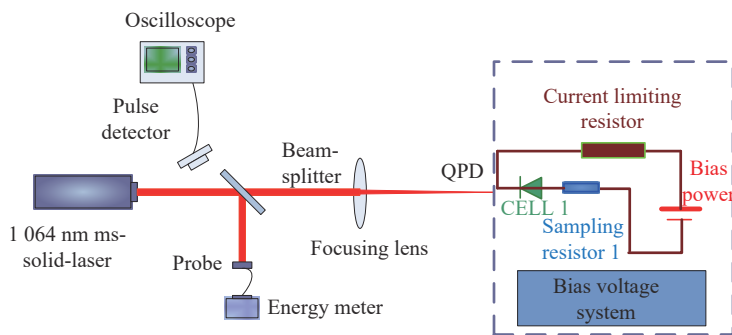 Oscilloscope
Pulse
detector
Beam-
splitter
QPD
Current limiting
resistor
Bias
power
CELL 1
Sampling
resistor 1
1 064 nm ms-
solid-laser
Probe
Focusing lens
Energy meter
Bias voltage
system